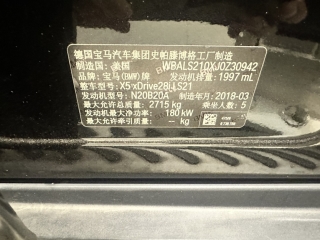 德国宝马汽车集团史帕滕博格工厂制造
制造国: 美国 WBALS210XJ0Z30942
品牌: 宝马(BMW)牌 发动机排量: 1997 mL
整车型号: X5 xDrive28i LS21
发动机型号: N20B20A 制造年月: 2018-03
最大允许总质量: 2715 kg 乘坐人数: 5
发动机最大净功率: 180 kW
最大允许牵引质量: – kg